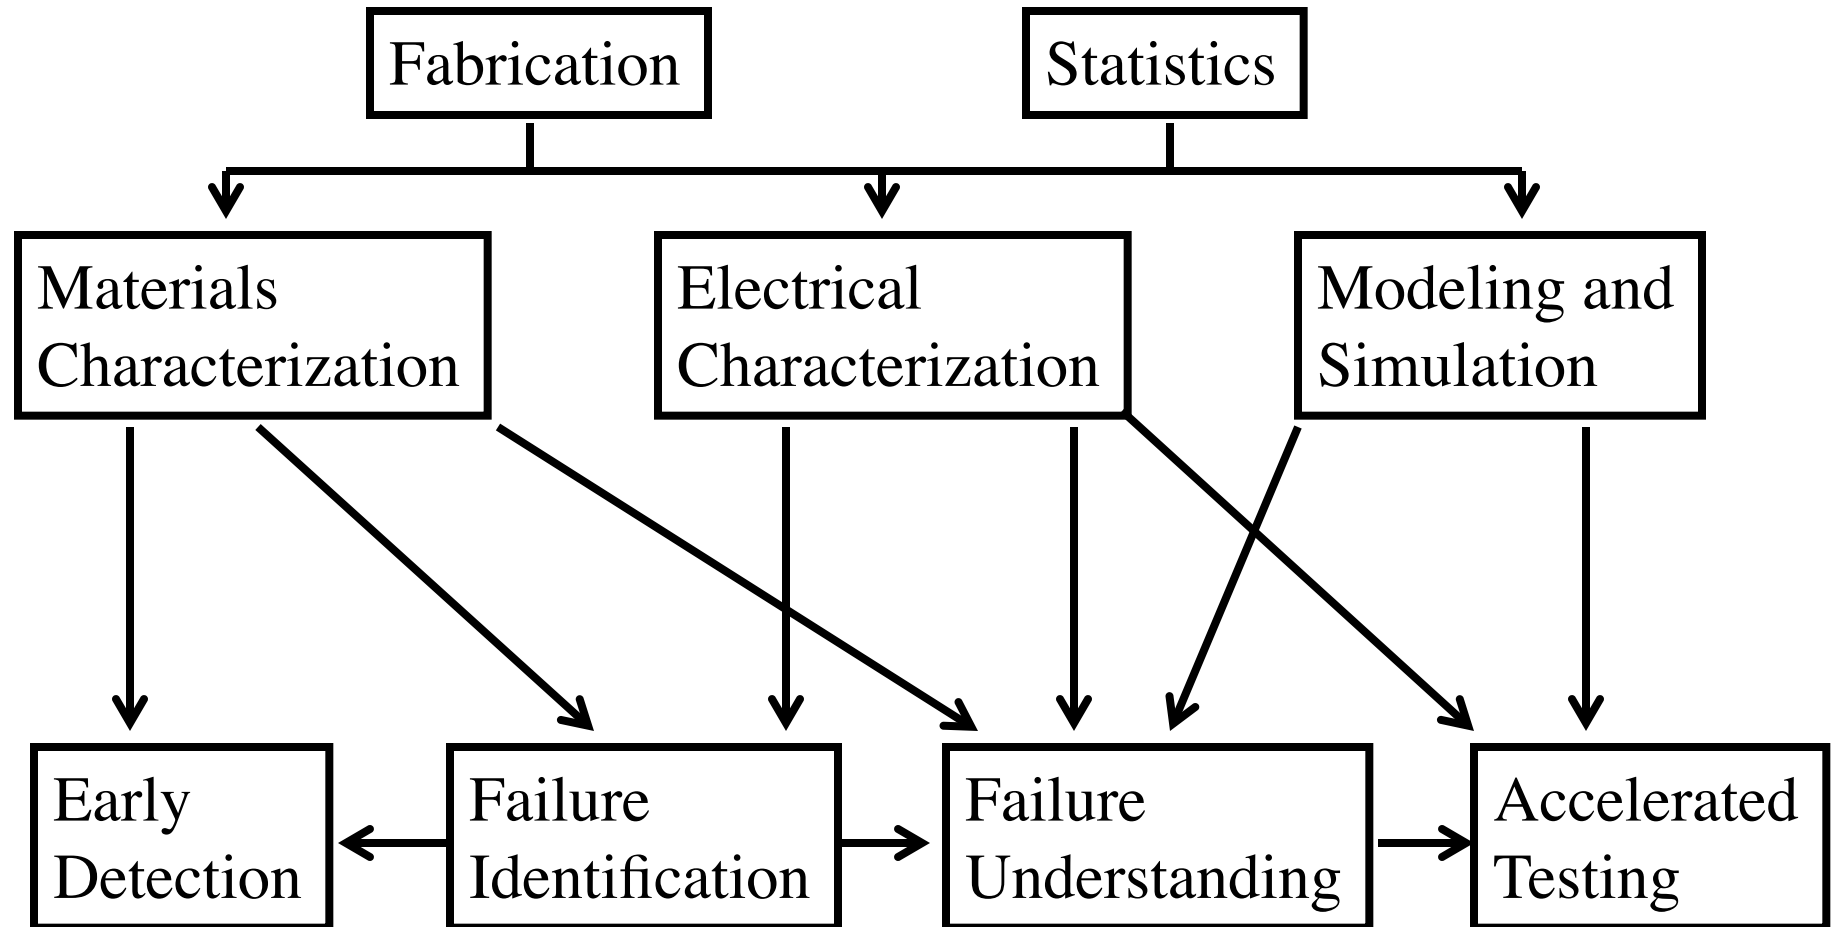 Fabrication
Statistics
Materials
Characterization
Electrical
Characterization
Modeling and
Simulation
Early
Detection
Failure
Identification
Failure
Understanding
Accelerated
Testing